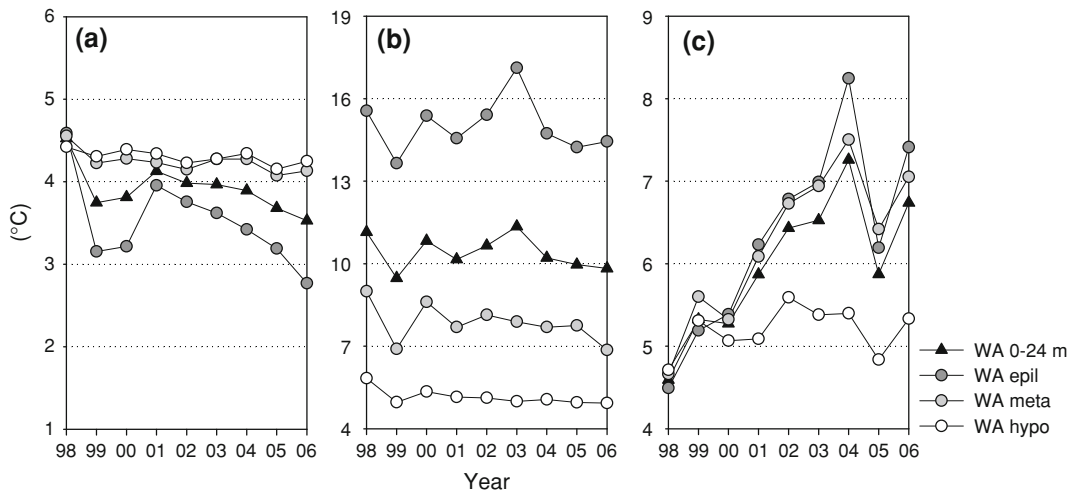 6 19 9
(a) (b) (c)
5 16 8
4 13 7
(°C)
3 10 6
2 7 5
WA 0-24 m
WA epil
WA meta
WA hypo
1 4 4
98 99 00 01 02 03 04 05 06 98 99 00 01 02 03 04 05 06 98 99 00 01 02 03 04 05 06
Year